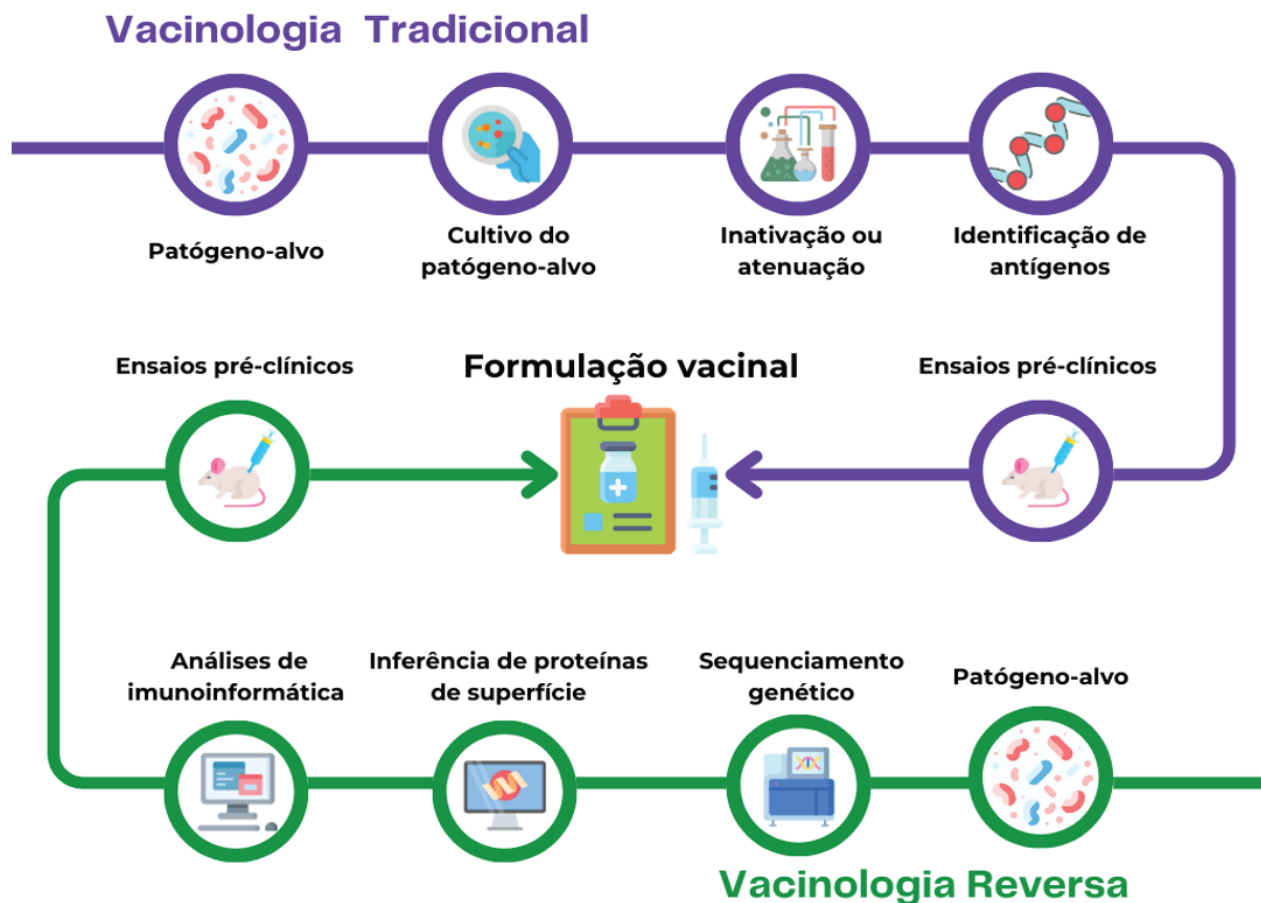 Vacinologia Tradicional
Patógeno-alvo
Cultivo do
patógeno-alvo
Inativação ou
atenuação
Identificação de
antígenos
Ensaios pré-clínicos
Formulação vacinal
Ensaios pré-clínicos
Análises de
imunoinformática
Inferência de proteínas
de superfície
Sequenciamento
genético
Patógeno-alvo
Vacinologia Reversa